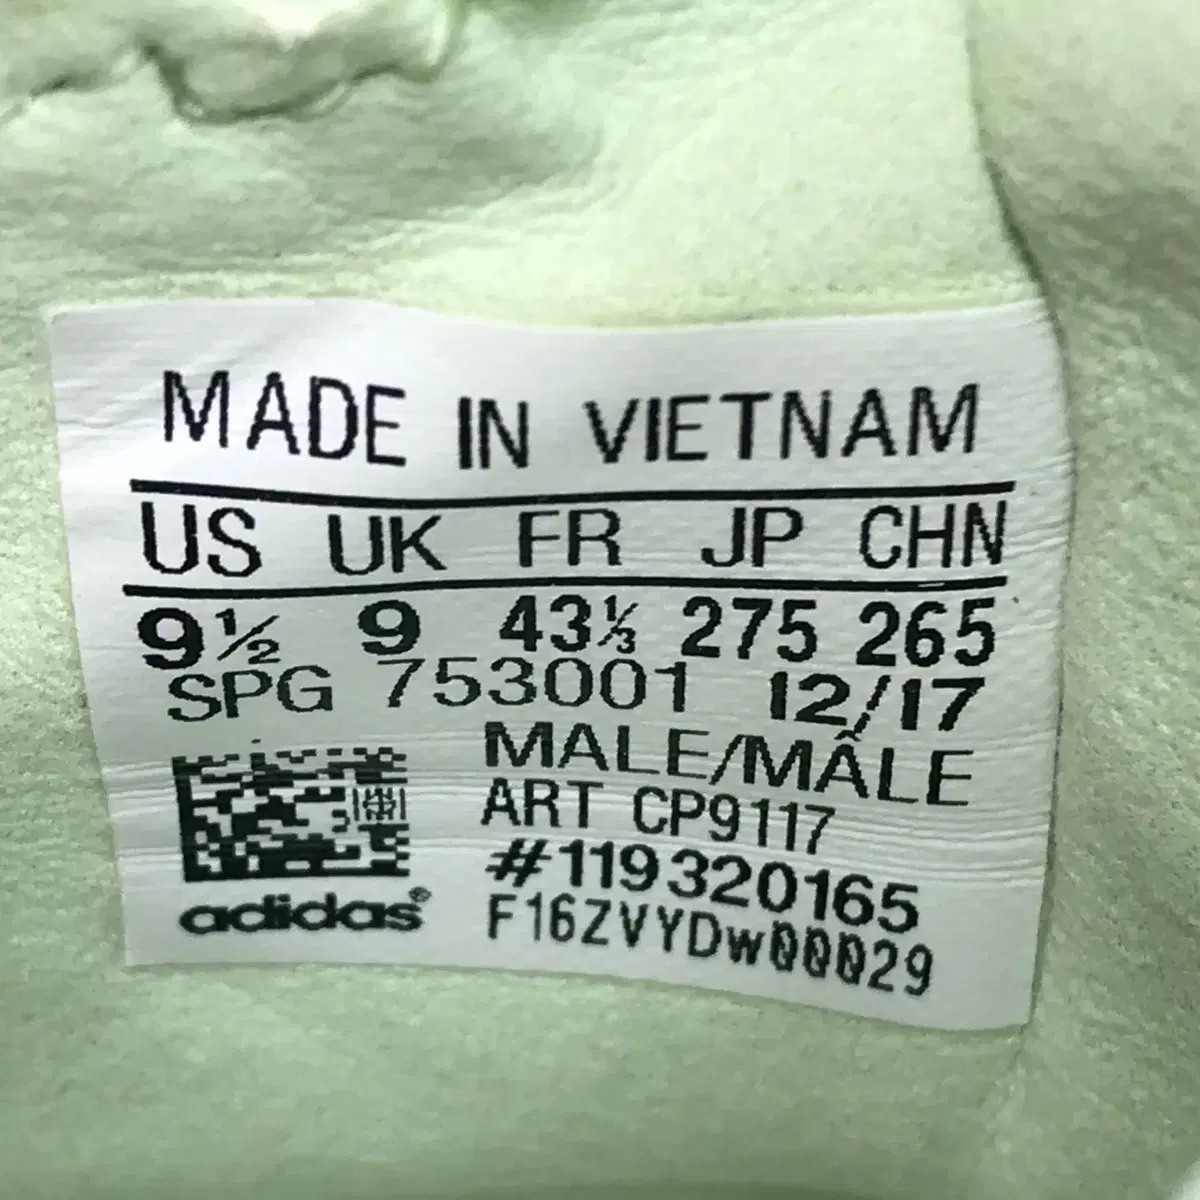 MADE IN VIETNAM
US UK FR JP CHN
9½ 9 43⅓ 275 265
SPG 753001 12/17
MALE/MÂLE
ART CP9117
#119320165
F16ZVYDw00029
adidas®